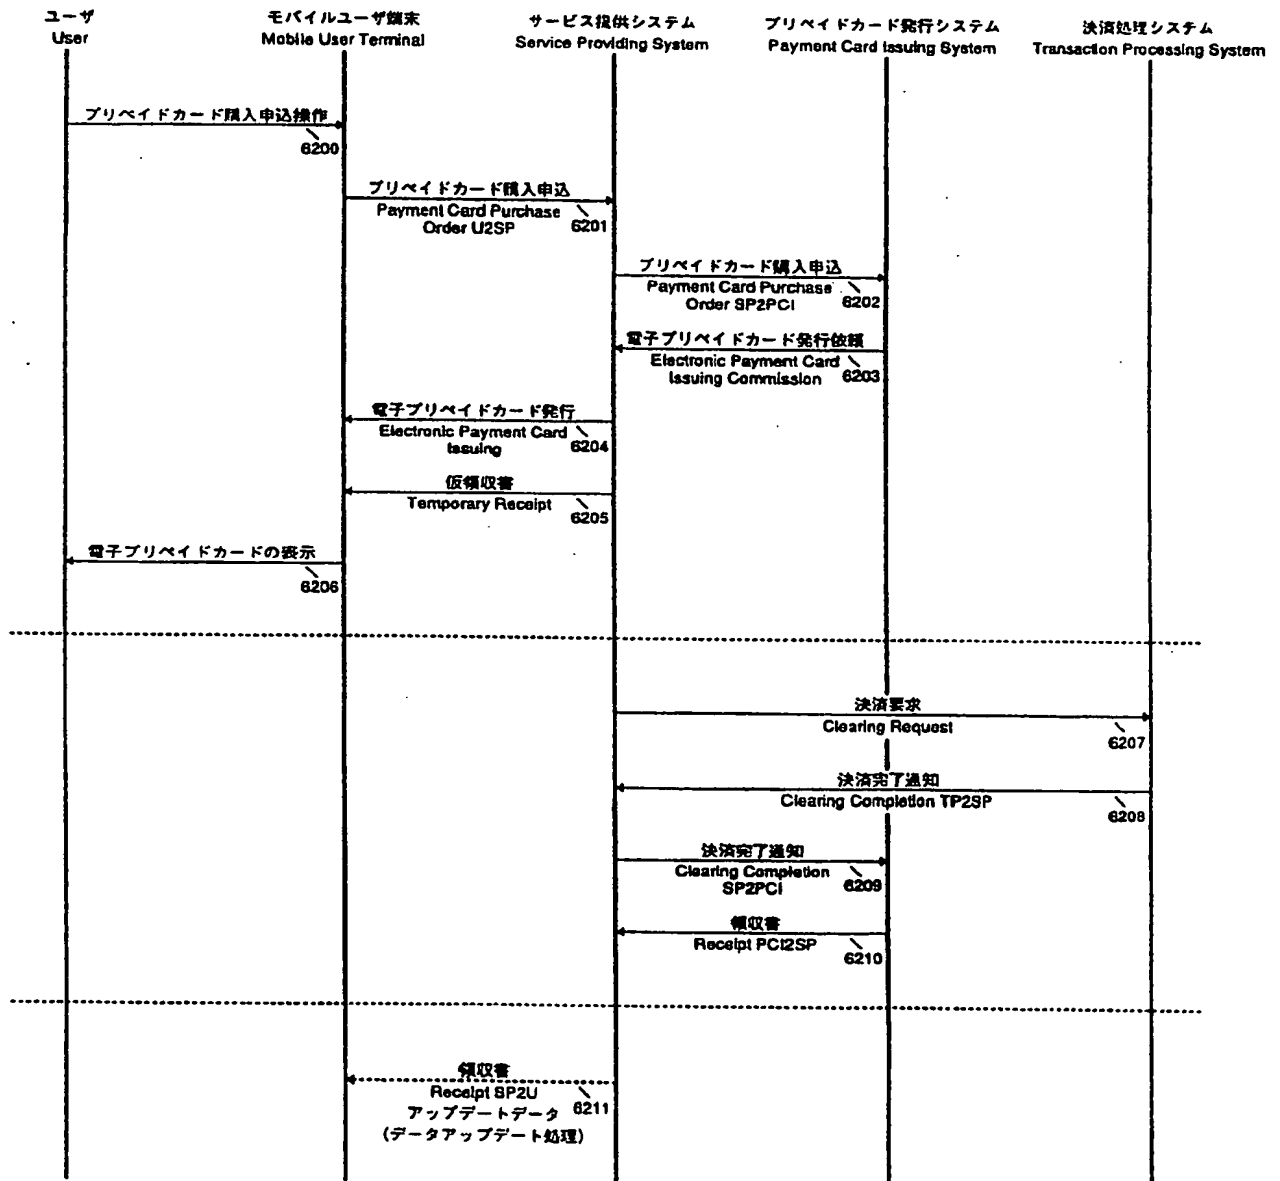 ユーザ
User
モバイルユーザ端末
Mobile User Terminal
サービス提供システム
Service Providing System
プリペイドカード発行システム
Payment Card Issuing System
決済処理システム
Transaction Processing System
プリペイドカード購入申込操作
6200
プリペイドカード購入申込
Payment Card Purchase
Order U2SP
6201
プリペイドカード購入申込
Payment Card Purchase
Order SP2PCI
6202
電子プリペイドカード発行依頼
Electronic Payment Card
Issuing Commission
6203
電子プリペイドカード発行
Electronic Payment Card
Issuing
6204
仮領収書
Temporary Receipt
6205
電子プリペイドカードの表示
6206
決済要求
Clearing Request
6207
決済完了通知
Clearing Completion TP2SP
6208
決済完了通知
Clearing Completion
SP2PCI
6209
領収書
Receipt PCI2SP
6210
領収書
Receipt SP2U
6211
アップデートデータ
(データアップデート処理)